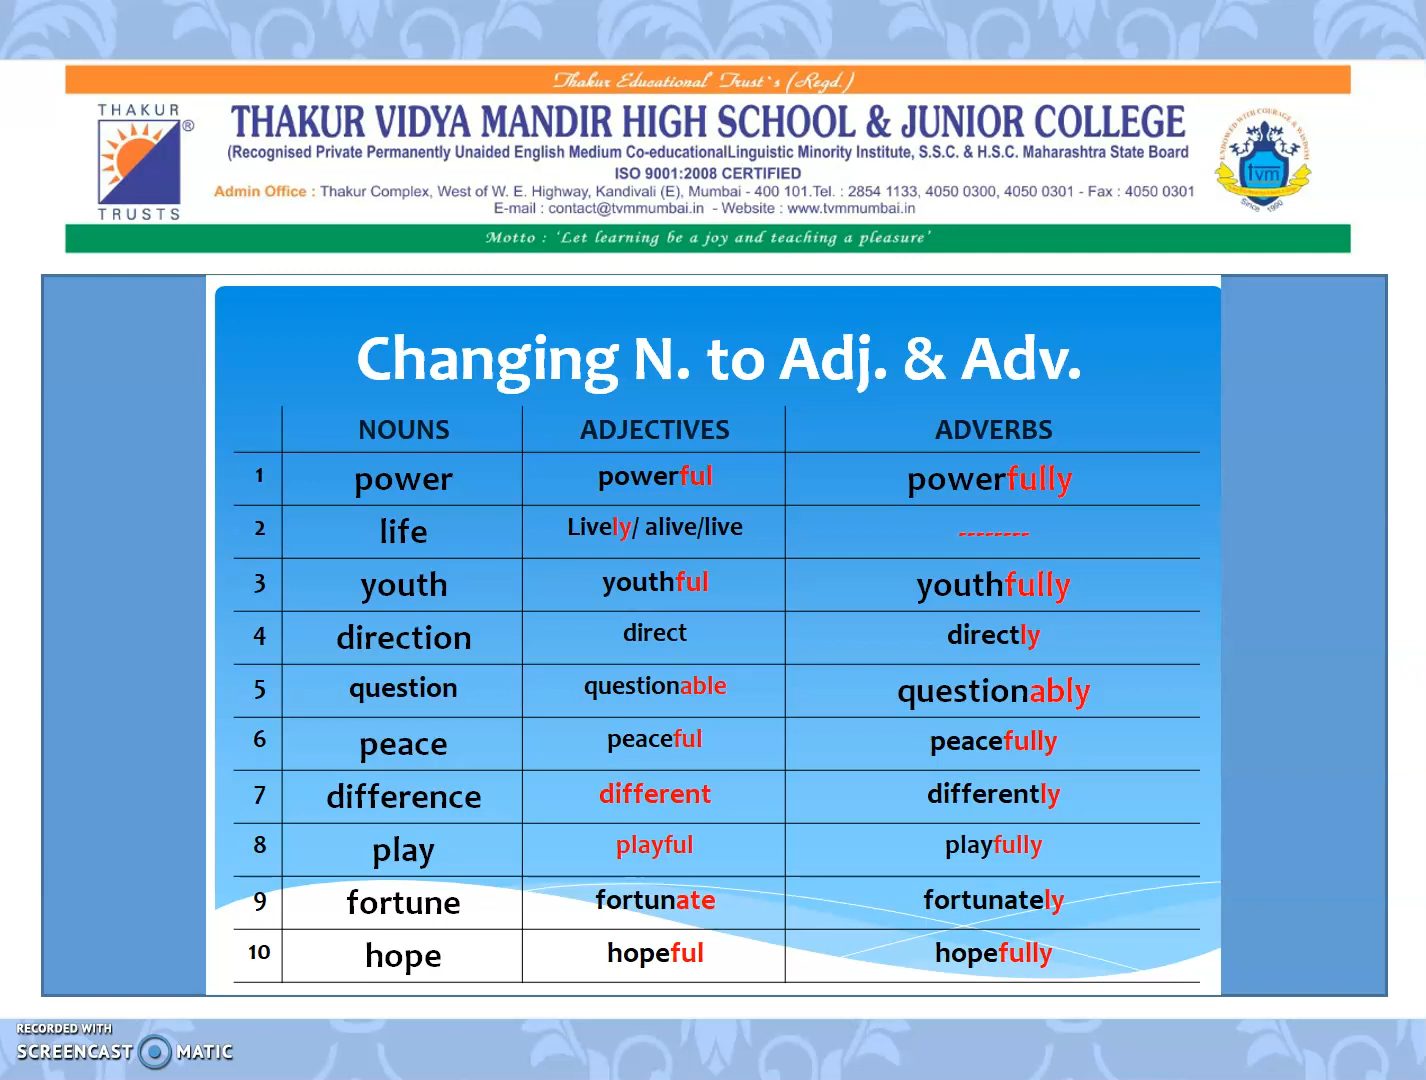 Thakur Educational Trust`s (Regd.)
THAKUR
®
TRUSTS
THAKUR VIDYA MANDIR HIGH SCHOOL & JUNIOR COLLEGE
(Recognised Private Permanently Unaided English Medium Co-educationalLinguistic Minority Institute, S.S.C. & H.S.C. Maharashtra State Board
ISO 9001:2008 CERTIFIED
Admin Office : Thakur Complex, West of W. E. Highway, Kandivali (E), Mumbai - 400 101.Tel. : 2854 1133, 4050 0300, 4050 0301 - Fax : 4050 0301
E-mail : contact@tvmmumbai.in - Website : www.tvmmumbai.in
ENDOWED WITH COURAGE & WISDOM
tvm
Since 1990
Motto : ‘Let learning be a joy and teaching a pleasure’
Changing N. to Adj. & Adv.
NOUNS ADJECTIVES ADVERBS
1 power powerful powerfully
2 life Lively/ alive/live --------
3 youth youthful youthfully
4 direction direct directly
5 question questionable questionably
6 peace peaceful peacefully
7 difference different differently
8 play playful playfully
9 fortune fortunate fortunately
10 hope hopeful hopefully
RECORDED WITH
SCREENCAST MATIC